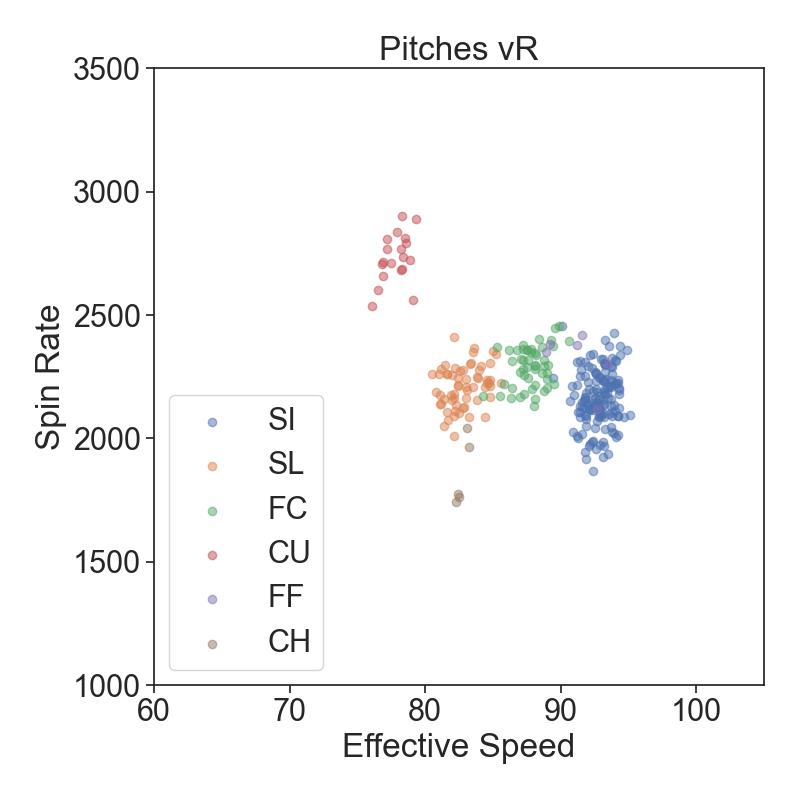 Pitches vR
3500
3000
2500
2000
1500
1000
Spin Rate
SI
SL
FC
CU
FF
CH
60 70 80 90 100
Effective Speed